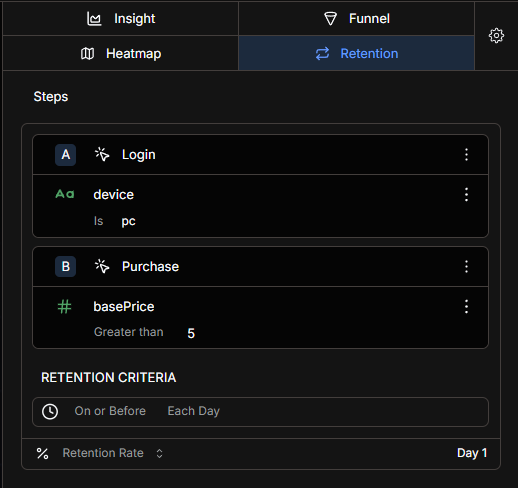 Insight
Funnel
Heatmap
Retention
Steps
A Login
Aa device
Is pc
B Purchase
# basePrice
Greater than 5
RETENTION CRITERIA
On or Before Each Day
% Retention Rate Day 1